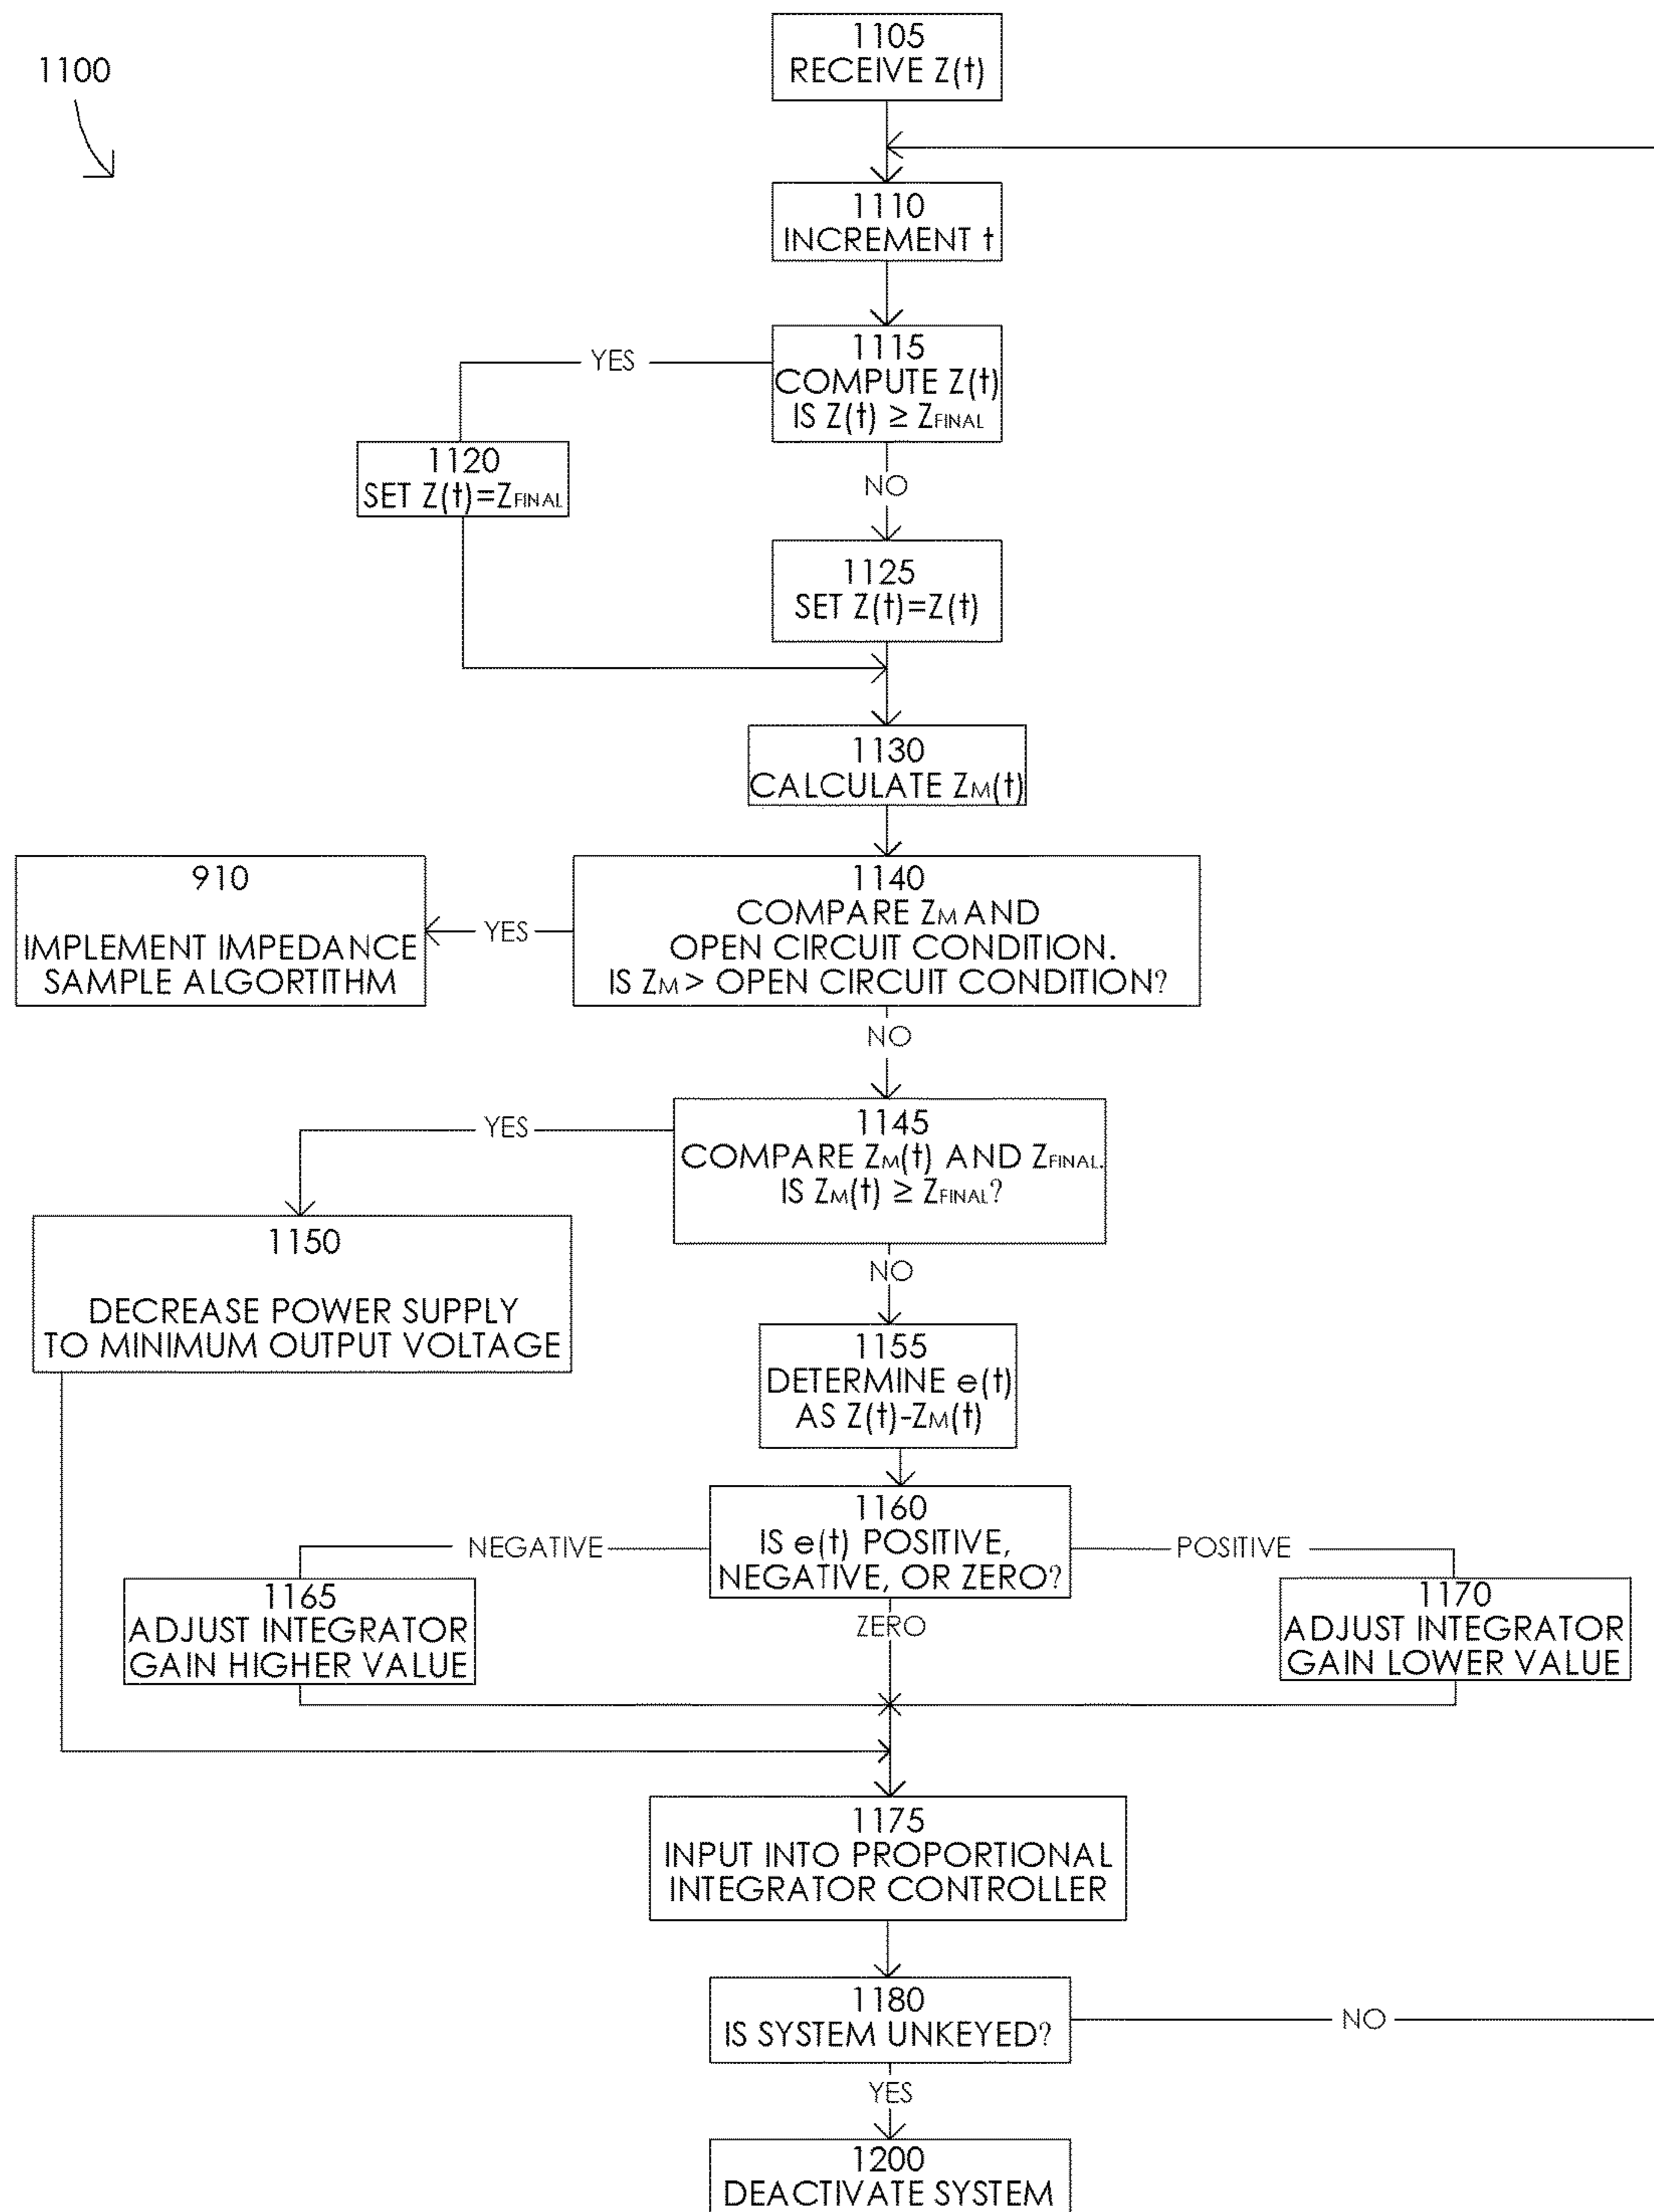 1100
1105
RECEIVE Z(t)
1110
INCREMENT t
1115
COMPUTE Z(t)
IS Z(t) ≥ ZFINAL
YES
1120
SET Z(t)=ZFINAL
NO
1125
SET Z(t)=Z(t)
1130
CALCULATE ZM(t)
1140
COMPARE ZM AND
OPEN CIRCUIT CONDITION.
IS ZM > OPEN CIRCUIT CONDITION?
YES
910
IMPLEMENT IMPEDANCE
SAMPLE ALGORTITHM
NO
1145
COMPARE ZM(t) AND ZFINAL.
IS ZM(t) ≥ ZFINAL?
YES
1150
DECREASE POWER SUPPLY
TO MINIMUM OUTPUT VOLTAGE
NO
1155
DETERMINE e(t)
AS Z(t)-ZM(t)
1160
IS e(t) POSITIVE,
NEGATIVE, OR ZERO?
NEGATIVE
POSITIVE
1165
ADJUST INTEGRATOR
GAIN HIGHER VALUE
ZERO
1170
ADJUST INTEGRATOR
GAIN LOWER VALUE
1175
INPUT INTO PROPORTIONAL
INTEGRATOR CONTROLLER
1180
IS SYSTEM UNKEYED?
NO
YES
1200
DEACTIVATE SYSTEM